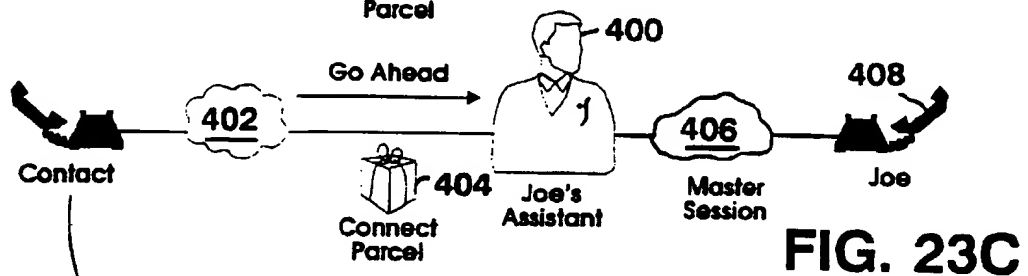 Parcel
400
Go Ahead
408
402
406
Contact
404
Joe's
Assistant
Master
Session
Joe
Connect
Parcel
FIG. 23C